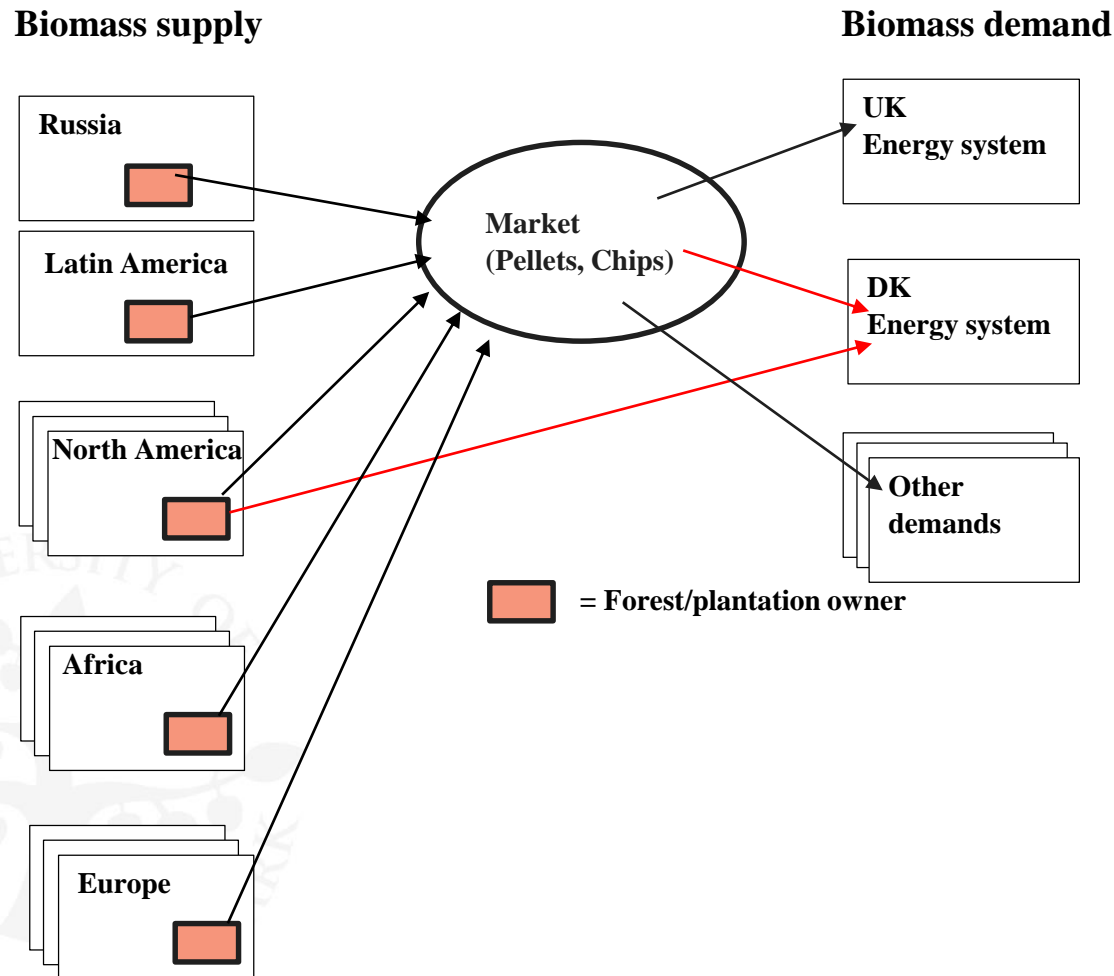 Biomass supply
Biomass demand
Russia
Latin America
North America
Africa
Europe
Market
(Pellets, Chips)
UK
Energy system
DK
Energy system
Other
demands
= Forest/plantation owner